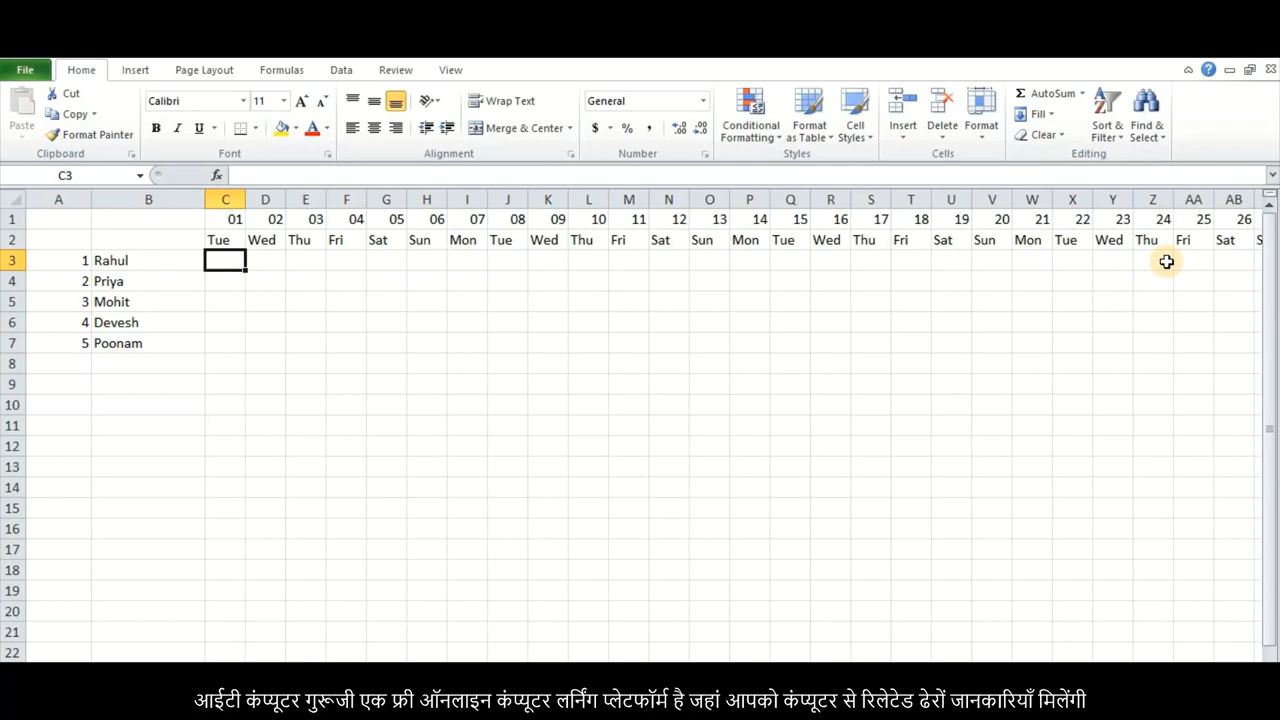 File Home Insert Page Layout Formulas Data Review View
Cut Calibri 11 Wrap Text General AutoSum
Copy Fill
Paste Format Painter Merge & Center Conditional Formatting Format as Table Cell Styles Insert Delete Format Clear Sort & Filter Find & Select
Clipboard Font Alignment Number Styles Cells Editing
C3 fx
A B C D E F G H I J K L M N O P Q R S T U V W X Y Z AA AB
1 01 02 03 04 05 06 07 08 09 10 11 12 13 14 15 16 17 18 19 20 21 22 23 24 25 26
2 Tue Wed Thu Fri Sat Sun Mon Tue Wed Thu Fri Sat Sun Mon Tue Wed Thu Fri Sat Sun Mon Tue Wed Thu Fri Sat S
3 1 Rahul
4 2 Priya
5 3 Mohit
6 4 Devesh
7 5 Poonam
8
9
10
11
12
13
14
15
16
17
18
19
20
21
22
आईटी कंप्यूटर गुरूजी एक फ्री ऑनलाइन कंप्यूटर लर्निंग प्लेटफॉर्म है जहां आपको कंप्यूटर से रिलेटेड ढेरों जानकारियाँ मिलेंगी